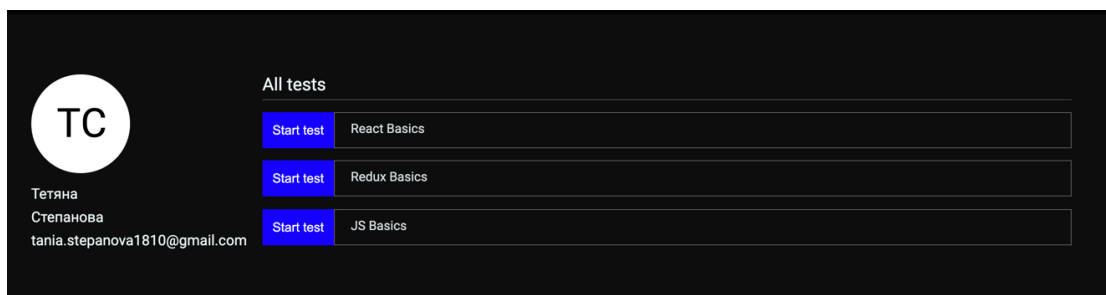 ТС
Тетяна
Степанова
tania.stepanova1810@gmail.com
All tests
Start test React Basics
Start test Redux Basics
Start test JS Basics